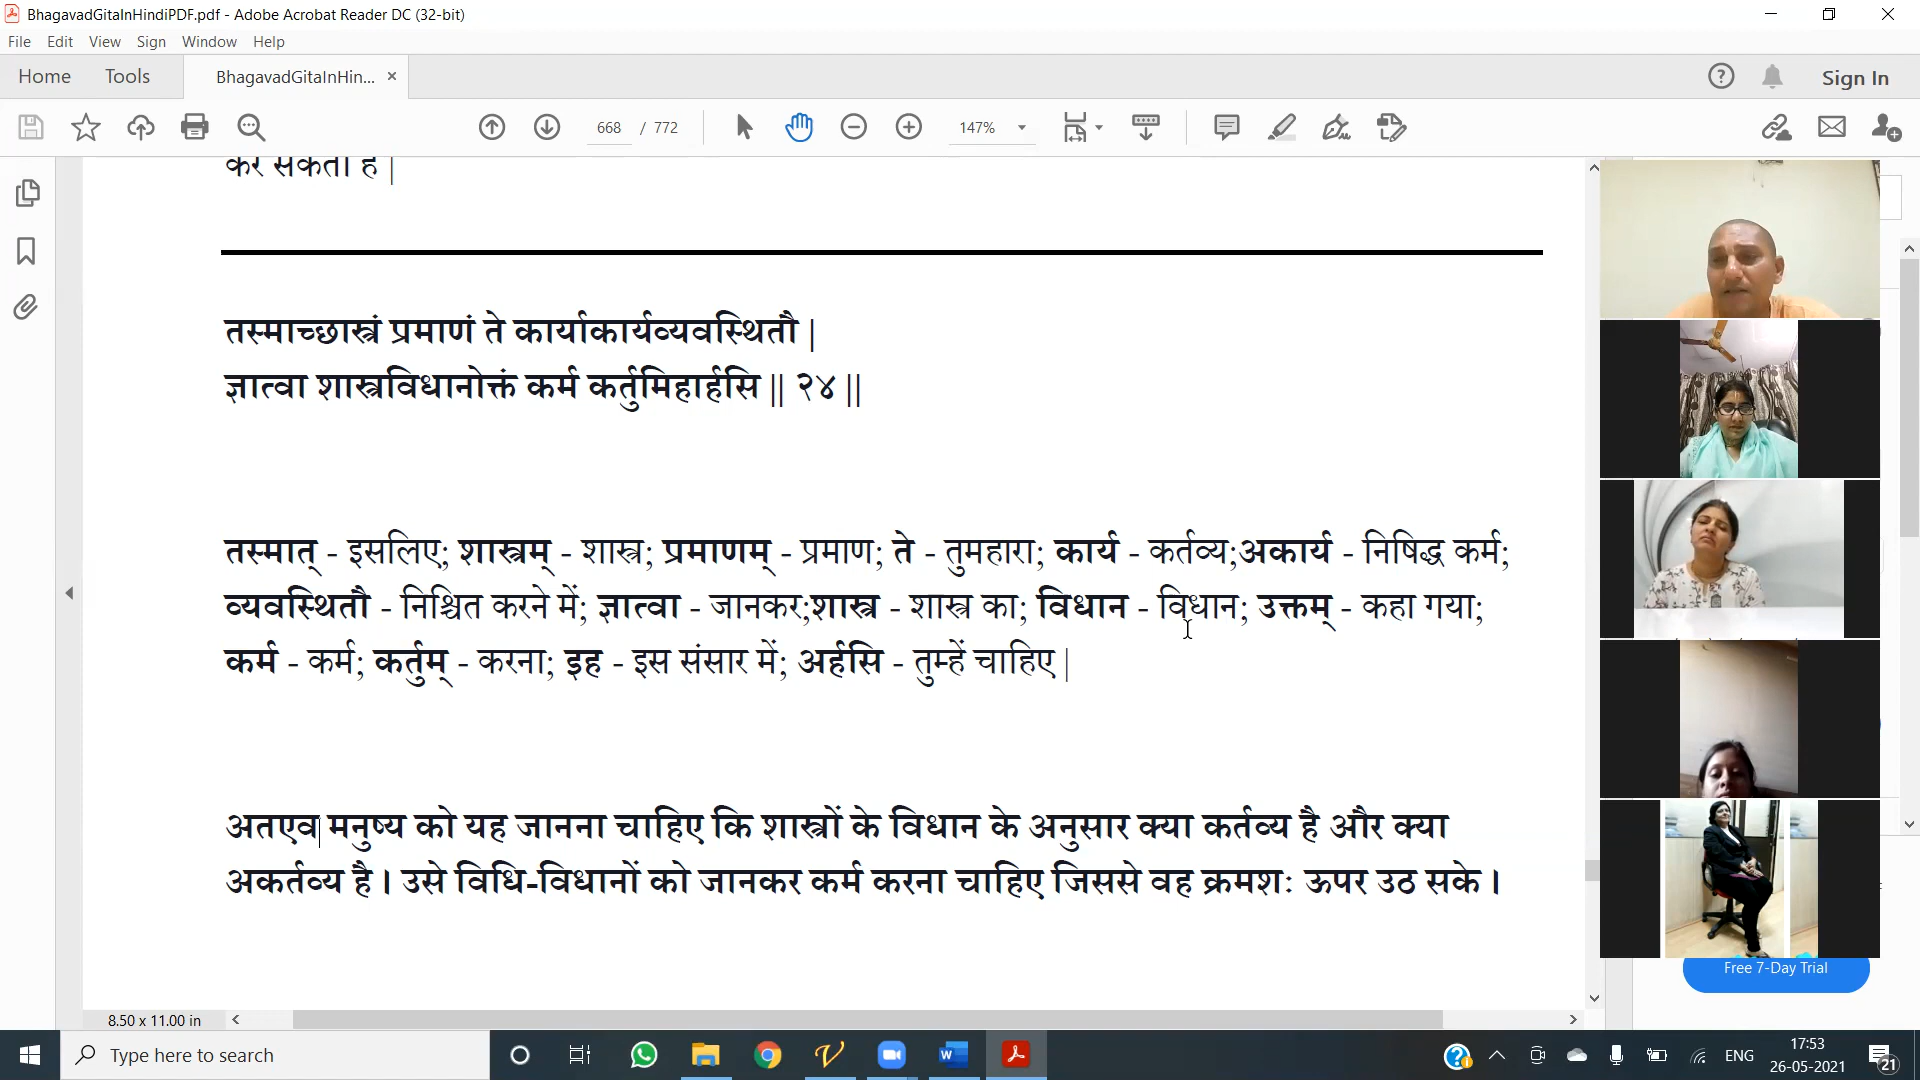 BhagavadGitaInHindiPDF.pdf - Adobe Acrobat Reader DC (32-bit)
File Edit View Sign Window Help
Home Tools BhagavadGitaInHin... × Sign In
668 / 772 147%
कर सकता है |
तस्माच्छास्त्रं प्रमाणं ते कार्याकार्यव्यवस्थितौ |
ज्ञात्वा शास्त्रविधानोक्तं कर्म कर्तुमिहार्हसि || २४ ||
तस्मात् - इसलिए; शास्त्रम् - शास्त्र; प्रमाणम् - प्रमाण; ते - तुमहारा; कार्य - कर्तव्य;अकार्य - निषिद्ध कर्म;
व्यवस्थितौ - निश्चित करने में; ज्ञात्वा - जानकर;शास्त्र - शास्त्र का; विधान - विधान; उक्तम् - कहा गया;
कर्म - कर्म; कर्तुम् - करना; इह - इस संसार में; अर्हसि - तुम्हें चाहिए |
अतएव मनुष्य को यह जानना चाहिए कि शास्त्रों के विधान के अनुसार क्या कर्तव्य है और क्या
अकर्तव्य है । उसे विधि-विधानों को जानकर कर्म करना चाहिए जिससे वह क्रमशः ऊपर उठ सके ।
Free 7-Day Trial
8.50 x 11.00 in
Type here to search
ENG
17:53
26-05-2021
21